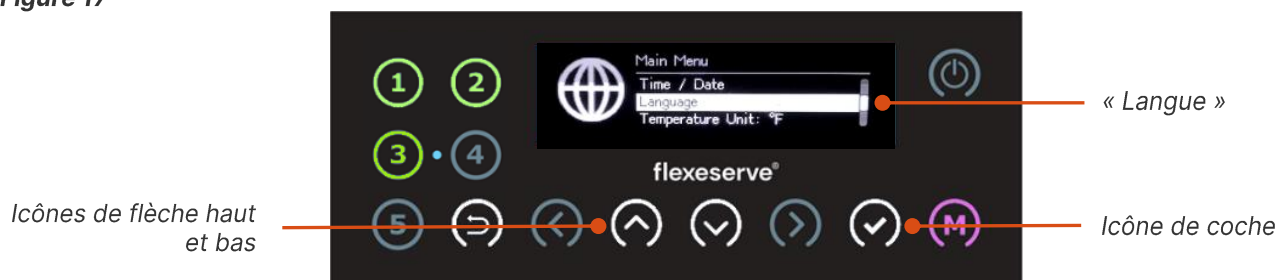 Figure 17
1
2
Main Menu
Time / Date
Language
Temperature Unit: °F
« Langue »
3
4
flexeserve®
Icônes de flèche haut
et bas
5
M
Icône de coche